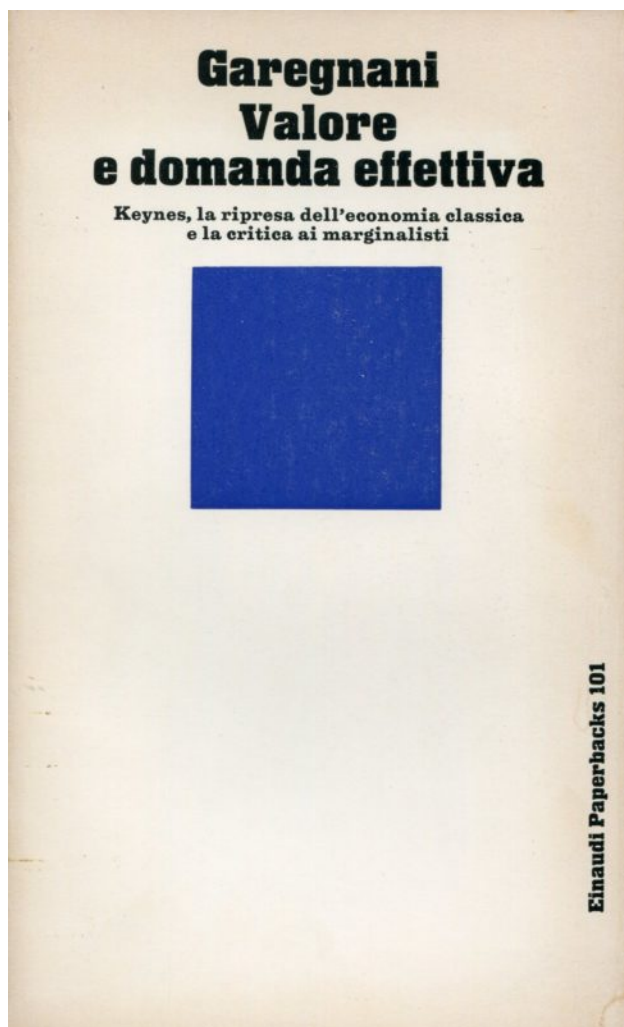 Garegnani
Valore
e domanda effettiva
Keynes, la ripresa dell'economia classica
e la critica ai marginalisti
Einaudi Paperbacks 101